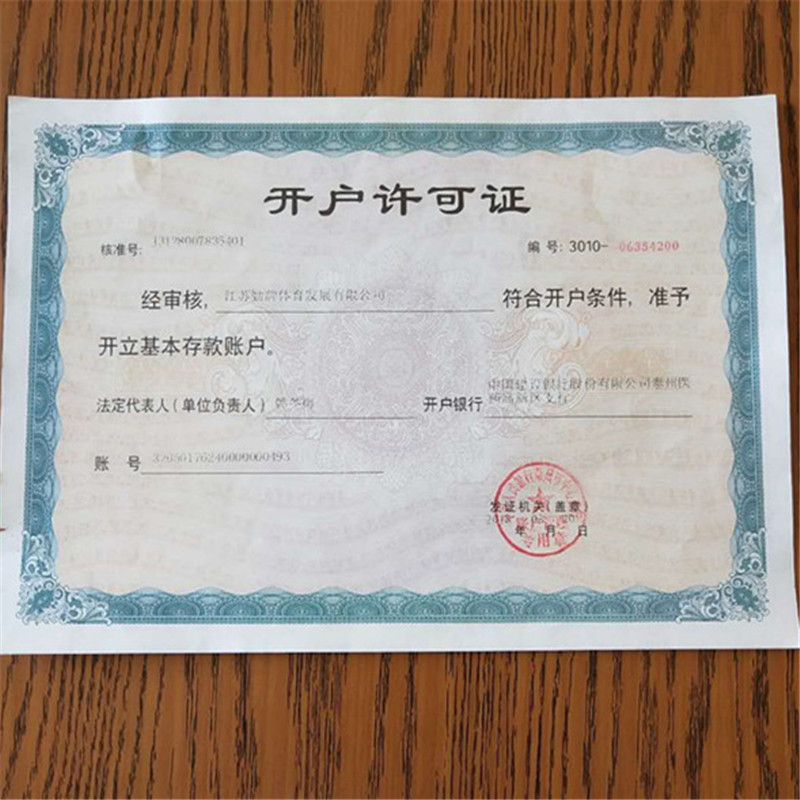 开户许可证
核准号: J3128007835401 编号: 3010-06354200
经审核, 江苏 体育发展有限公司 符合开户条件, 准予
开立基本存款账户。
法定代表人(单位负责人) 开户银行 中国建设银行股份有限公司泰州医
药高新区支行
账 号 32050176240000000493
发证机关(盖章)
年 月 日